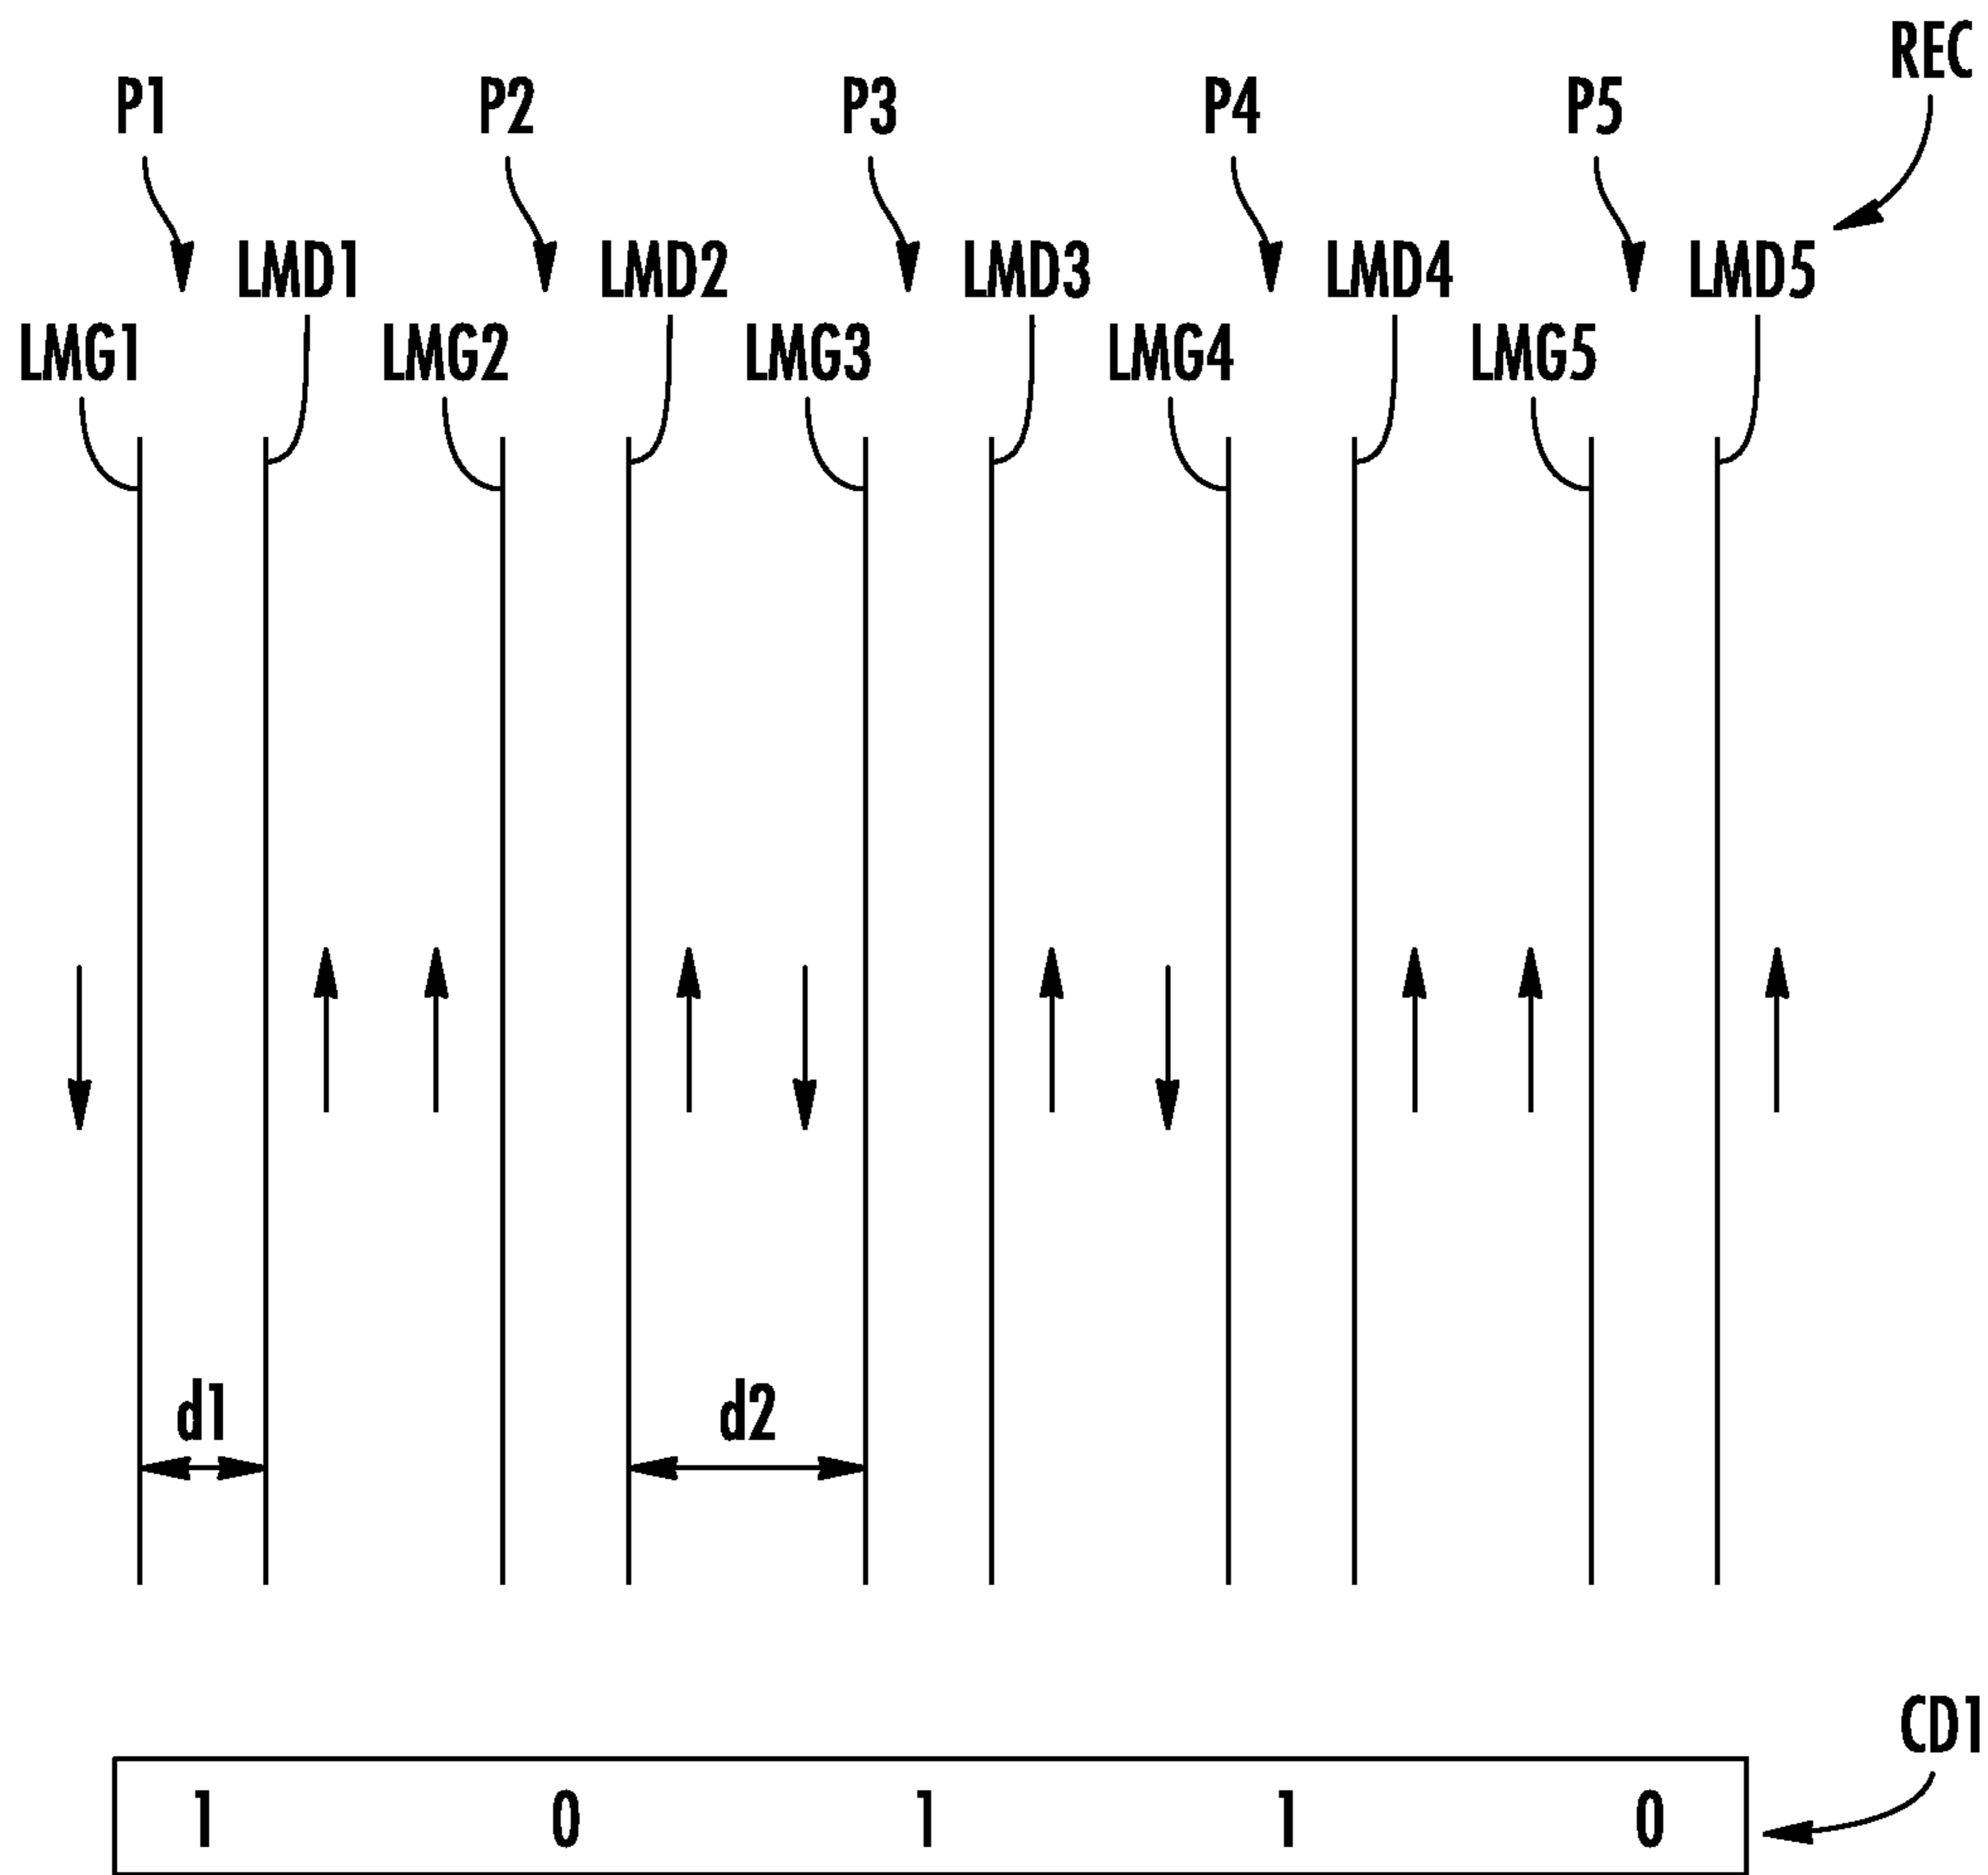 REC
P1 P2 P3 P4 P5
LMD1 LMD2 LMD3 LMD4 LMD5
LMG1 LMG2 LMG3 LMG4 LMG5
d1 d2
CD1
1 0 1 1 0